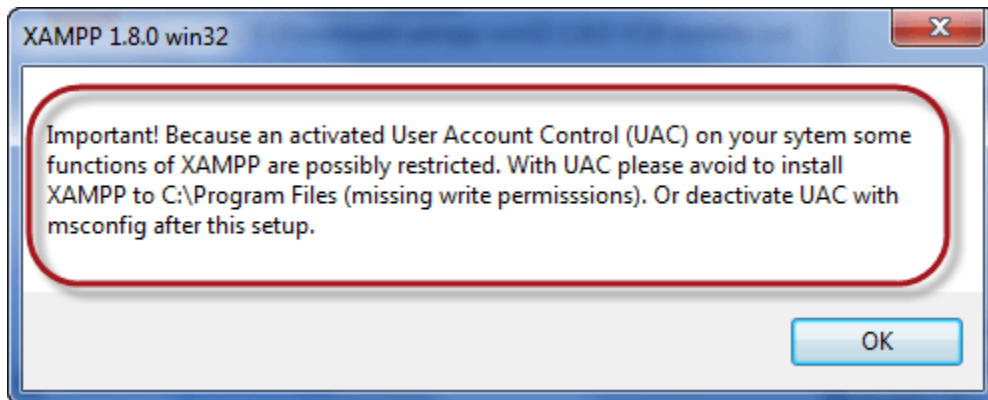 XAMPP 1.8.0 win32
Important! Because an activated User Account Control (UAC) on your sytem some
functions of XAMPP are possibly restricted. With UAC please avoid to install
XAMPP to C:\Program Files (missing write permisssions). Or deactivate UAC with
msconfig after this setup.
OK